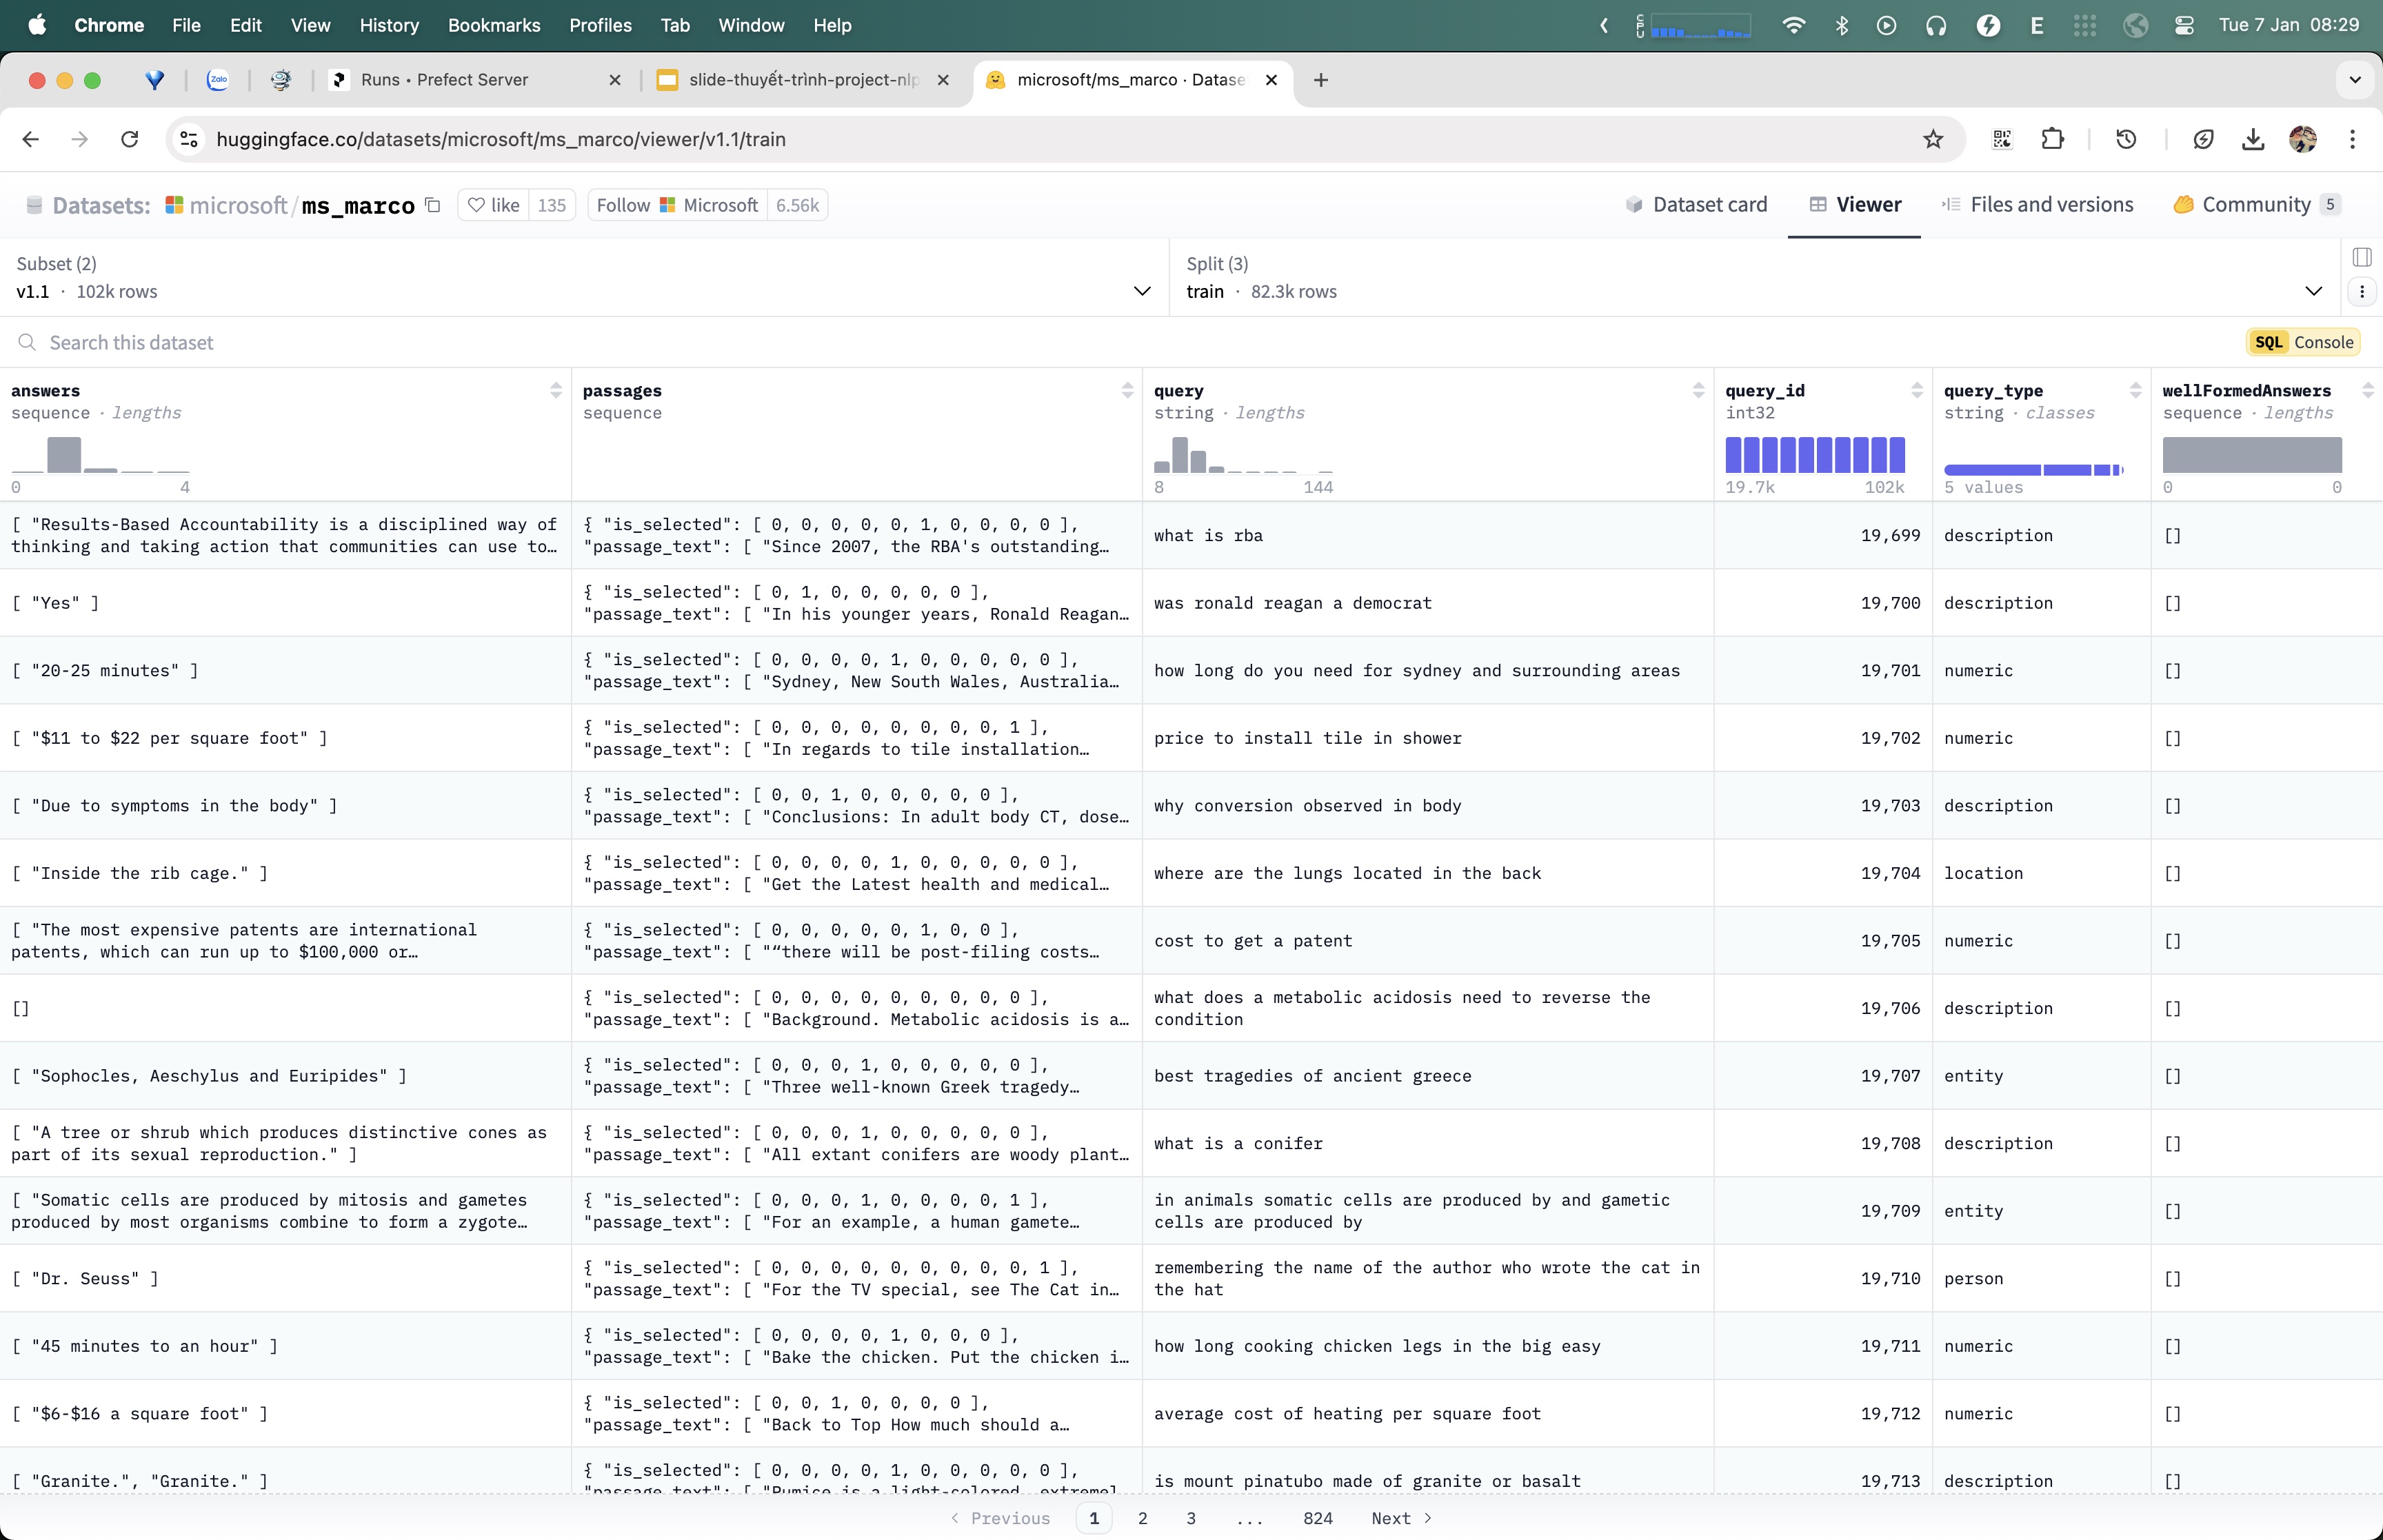 Chrome File Edit View History Bookmarks Profiles Tab Window Help CPU E Tue 7 Jan 08:29
Zalo Runs • Prefect Server slide-thuyết-trình-project-nlp microsoft/ms_marco · Datase
huggingface.co/datasets/microsoft/ms_marco/viewer/v1.1/train
Datasets: microsoft/ms_marco like 135 Follow Microsoft 6.56k Dataset card Viewer Files and versions Community 5
Subset (2) Split (3)
v1.1 · 102k rows train · 82.3k rows
Search this dataset SQL Console
answers passages query query_id query_type wellFormedAnswers
sequence · lengths sequence string · lengths int32 string · classes sequence · lengths
0 4 8 144 19.7k 102k 5 values 0 0
[ "Results-Based Accountability is a disciplined way of
thinking and taking action that communities can use to…
{ "is_selected": [ 0, 0, 0, 0, 0, 1, 0, 0, 0, 0 ],
"passage_text": [ "Since 2007, the RBA's outstanding…
what is rba 19,699 description []
[ "Yes" ]
{ "is_selected": [ 0, 1, 0, 0, 0, 0, 0 ],
"passage_text": [ "In his younger years, Ronald Reagan…
was ronald reagan a democrat 19,700 description []
[ "20-25 minutes" ]
{ "is_selected": [ 0, 0, 0, 0, 1, 0, 0, 0, 0, 0 ],
"passage_text": [ "Sydney, New South Wales, Australia…
how long do you need for sydney and surrounding areas 19,701 numeric []
[ "$11 to $22 per square foot" ]
{ "is_selected": [ 0, 0, 0, 0, 0, 0, 0, 0, 1 ],
"passage_text": [ "In regards to tile installation…
price to install tile in shower 19,702 numeric []
[ "Due to symptoms in the body" ]
{ "is_selected": [ 0, 0, 1, 0, 0, 0, 0, 0 ],
"passage_text": [ "Conclusions: In adult body CT, dose…
why conversion observed in body 19,703 description []
[ "Inside the rib cage." ]
{ "is_selected": [ 0, 0, 0, 0, 1, 0, 0, 0, 0, 0 ],
"passage_text": [ "Get the Latest health and medical…
where are the lungs located in the back 19,704 location []
[ "The most expensive patents are international
patents, which can run up to $100,000 or…
{ "is_selected": [ 0, 0, 0, 0, 0, 1, 0, 0 ],
"passage_text": [ "“there will be post-filing costs…
cost to get a patent 19,705 numeric []
[]
{ "is_selected": [ 0, 0, 0, 0, 0, 0, 0, 0, 0 ],
"passage_text": [ "Background. Metabolic acidosis is a…
what does a metabolic acidosis need to reverse the
condition
19,706 description []
[ "Sophocles, Aeschylus and Euripides" ]
{ "is_selected": [ 0, 0, 0, 1, 0, 0, 0, 0, 0 ],
"passage_text": [ "Three well-known Greek tragedy…
best tragedies of ancient greece 19,707 entity []
[ "A tree or shrub which produces distinctive cones as
part of its sexual reproduction." ]
{ "is_selected": [ 0, 0, 0, 1, 0, 0, 0, 0, 0 ],
"passage_text": [ "All extant conifers are woody plant…
what is a conifer 19,708 description []
[ "Somatic cells are produced by mitosis and gametes
produced by most organisms combine to form a zygote…
{ "is_selected": [ 0, 0, 0, 1, 0, 0, 0, 0, 1 ],
"passage_text": [ "For an example, a human gamete…
in animals somatic cells are produced by and gametic
cells are produced by
19,709 entity []
[ "Dr. Seuss" ]
{ "is_selected": [ 0, 0, 0, 0, 0, 0, 0, 0, 0, 1 ],
"passage_text": [ "For the TV special, see The Cat in…
remembering the name of the author who wrote the cat in
the hat
19,710 person []
[ "45 minutes to an hour" ]
{ "is_selected": [ 0, 0, 0, 0, 1, 0, 0, 0 ],
"passage_text": [ "Bake the chicken. Put the chicken i…
how long cooking chicken legs in the big easy 19,711 numeric []
[ "$6-$16 a square foot" ]
{ "is_selected": [ 0, 0, 1, 0, 0, 0, 0 ],
"passage_text": [ "Back to Top How much should a…
average cost of heating per square foot 19,712 numeric []
[ "Granite.", "Granite." ]
{ "is_selected": [ 0, 0, 0, 0, 1, 0, 0, 0, 0, 0 ],
"passage_text": [ "Pumice is a light-colored, extremel
is mount pinatubo made of granite or basalt 19,713 description []
Previous 1 2 3 ... 824 Next